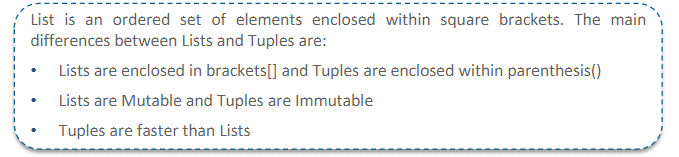 List is an ordered set of elements enclosed within square brackets. The main
differences between Lists and Tuples are:
• Lists are enclosed in brackets[] and Tuples are enclosed within parenthesis()
• Lists are Mutable and Tuples are Immutable
• Tuples are faster than Lists